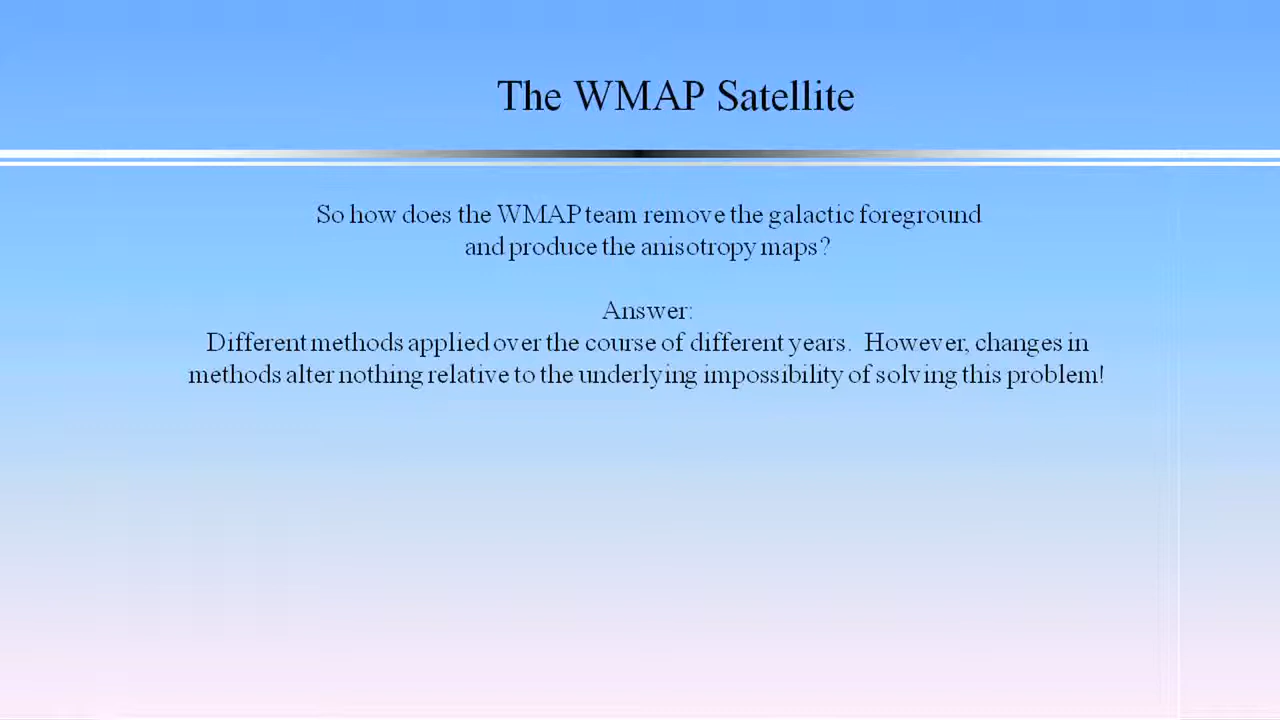 The WMAP Satellite
So how does the WMAP team remove the galactic foreground
and produce the anisotropy maps?
Answer:
Different methods applied over the course of different years.  However, changes in
methods alter nothing relative to the underlying impossibility of solving this problem!